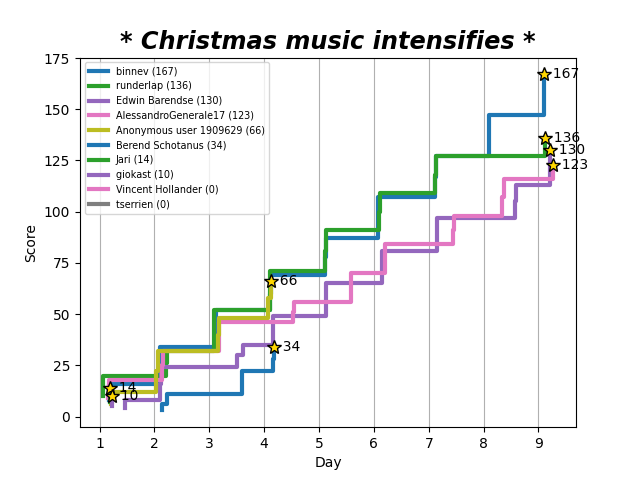 * Christmas music intensifies *
175
150
125
100
75
50
25
0
Score
binnev (167)
runderlap (136)
Edwin Barendse (130)
AlessandroGenerale17 (123)
Anonymous user 1909629 (66)
Berend Schotanus (34)
Jari (14)
giokast (10)
Vincent Hollander (0)
tserrien (0)
167
136
130
123
66
34
14
10
1 2 3 4 5 6 7 8 9
Day